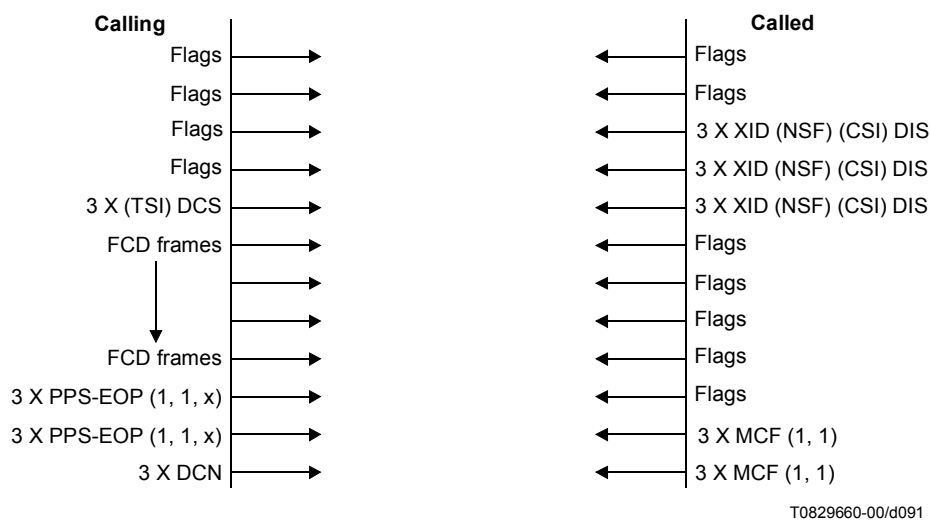 Calling
Called
Flags
Flags
Flags
Flags
Flags
3 X XID (NSF) (CSI) DIS
Flags
3 X XID (NSF) (CSI) DIS
3 X (TSI) DCS
3 X XID (NSF) (CSI) DIS
FCD frames
Flags
Flags
Flags
FCD frames
Flags
3 X PPS-EOP (1, 1, x)
Flags
3 X PPS-EOP (1, 1, x)
3 X MCF (1, 1)
3 X DCN
3 X MCF (1, 1)
T0829660-00/d091